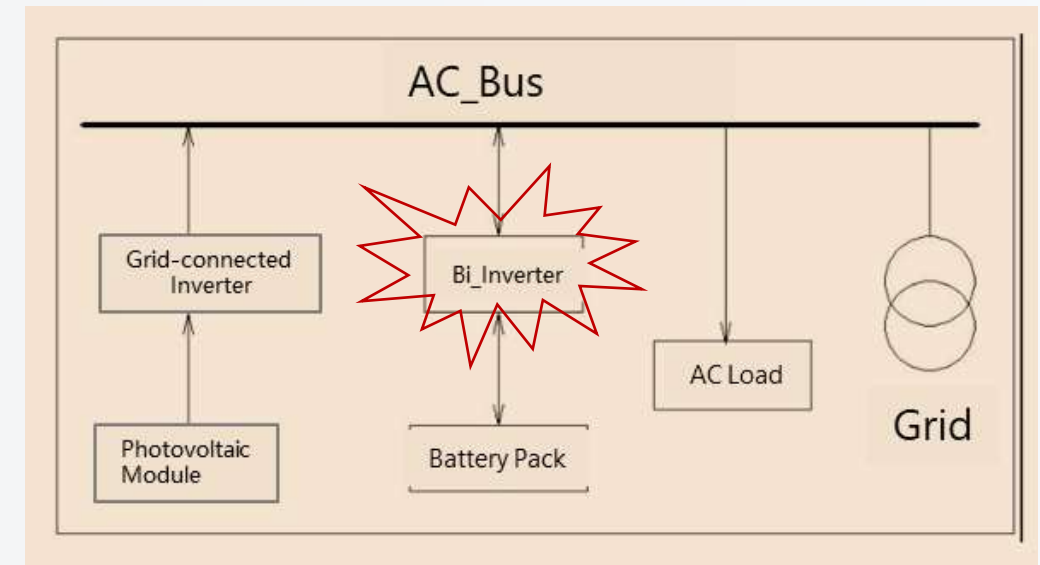 AC_Bus
Grid-connected
Inverter
Bi_Inverter
AC Load
Grid
Photovoltaic
Module
Battery Pack